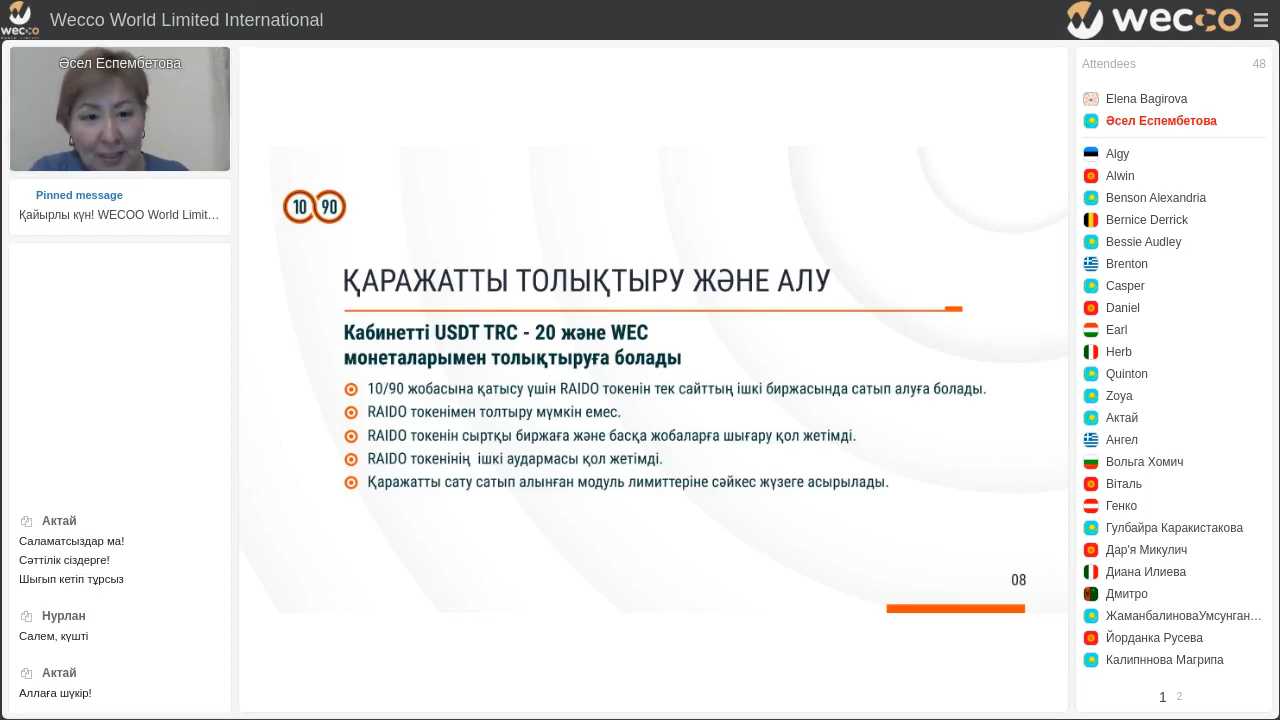 wecco
Wecco World Limited International
wecco
Әсел Еспембетова
Pinned message
Қайырлы күн! WECOO World Limit…
Актай
Саламатсыздар ма!
Сәттілік сіздерге!
Шыгып кетіп тұрсыз
Нурлан
Салем, күшті
Актай
Аллаға шүкір!
10 90
ҚАРАЖАТТЫ ТОЛЫҚТЫРУ ЖӘНЕ АЛУ
Кабинетті USDT TRC - 20 және WEC
монеталарымен толықтыруға болады
10/90 жобасына қатысу үшін RAIDO токенін тек сайттың ішкі биржасында сатып алуға болады.
RAIDO токенімен толтыру мүмкін емес.
RAIDO токенін сыртқы биржаға және басқа жобаларға шығару қол жетімді.
RAIDO токенінің ішкі аудармасы қол жетімді.
Қаражатты сату сатып алынған модуль лимиттеріне сәйкес жүзеге асырылады.
08
Attendees 48
Elena Bagirova
Әсел Еспембетова
Algy
Alwin
Benson Alexandria
Bernice Derrick
Bessie Audley
Brenton
Casper
Daniel
Earl
Herb
Quinton
Zoya
Актай
Ангел
Вольга Хомич
Віталь
Генко
Гулбайра Каракистакова
Дар'я Микулич
Диана Илиева
Дмитро
ЖаманбалиноваУмсунган…
Йорданка Русева
Калипннова Магрипа
1 2